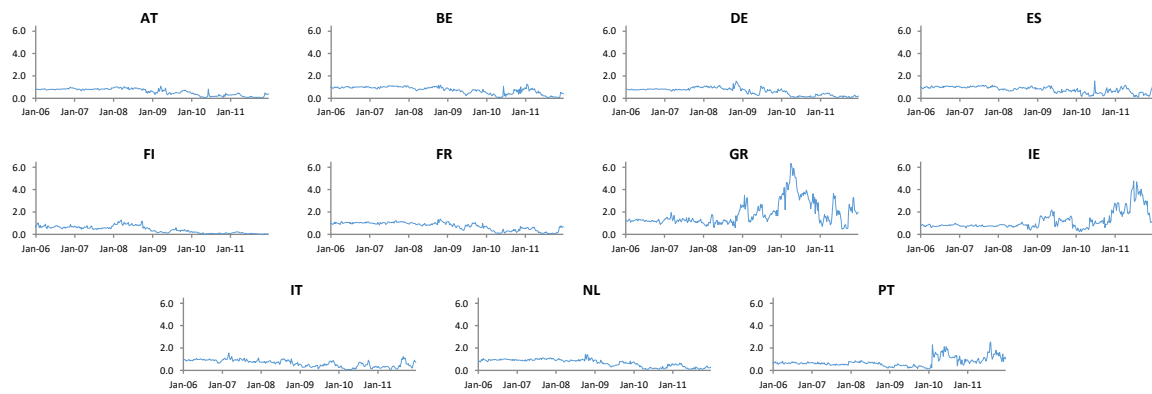 AT BE DE ES
6.0 6.0 6.0 6.0
4.0 4.0 4.0 4.0
2.0 2.0 2.0 2.0
0.0 0.0 0.0 0.0
Jan-06 Jan-07 Jan-08 Jan-09 Jan-10 Jan-11 Jan-06 Jan-07 Jan-08 Jan-09 Jan-10 Jan-11 Jan-06 Jan-07 Jan-08 Jan-09 Jan-10 Jan-11 Jan-06 Jan-07 Jan-08 Jan-09 Jan-10 Jan-11
FI FR GR IE
6.0 6.0 6.0 6.0
4.0 4.0 4.0 4.0
2.0 2.0 2.0 2.0
0.0 0.0 0.0 0.0
Jan-06 Jan-07 Jan-08 Jan-09 Jan-10 Jan-11 Jan-06 Jan-07 Jan-08 Jan-09 Jan-10 Jan-11 Jan-06 Jan-07 Jan-08 Jan-09 Jan-10 Jan-11 Jan-06 Jan-07 Jan-08 Jan-09 Jan-10 Jan-11
IT NL PT
6.0 6.0 6.0
4.0 4.0 4.0
2.0 2.0 2.0
0.0 0.0 0.0
Jan-06 Jan-07 Jan-08 Jan-09 Jan-10 Jan-11 Jan-06 Jan-07 Jan-08 Jan-09 Jan-10 Jan-11 Jan-06 Jan-07 Jan-08 Jan-09 Jan-10 Jan-11